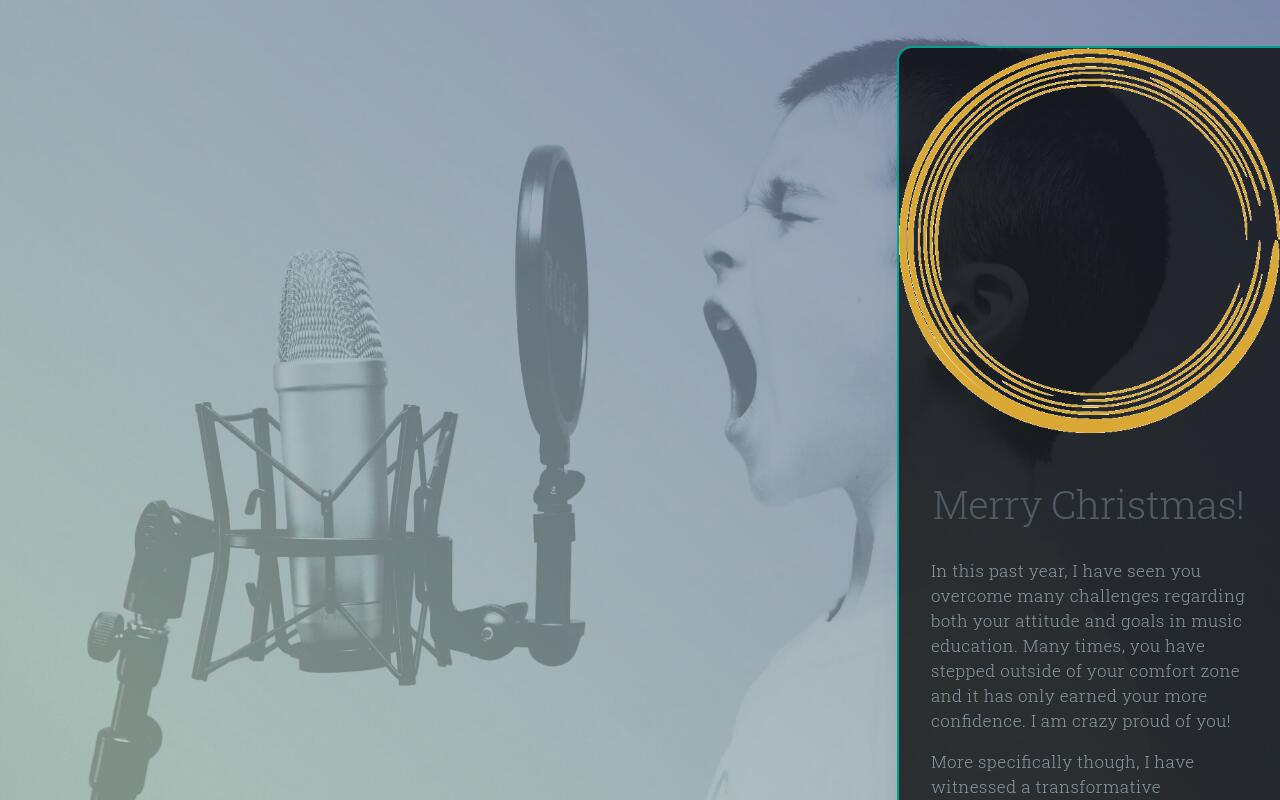 Merry Christmas!
In this past year, I have seen you
overcome many challenges regarding
both your attitude and goals in music
education. Many times, you have
stepped outside of your comfort zone
and it has only earned your more
confidence. I am crazy proud of you!
More specifically though, I have
witnessed a transformative